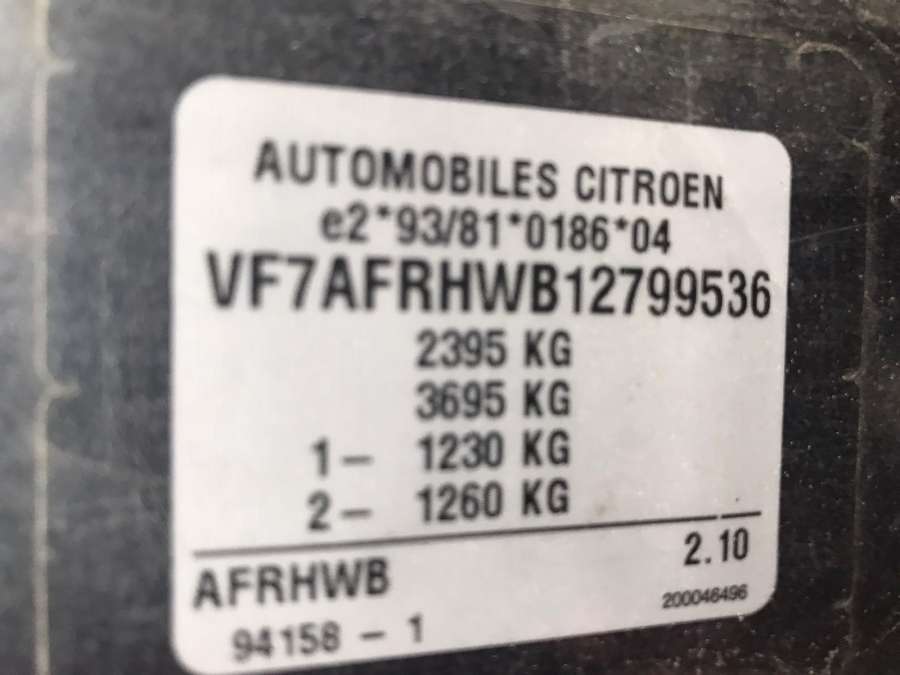 AUTOMOBILES CITROEN
e2*93/81*0186*04
VF7AFRHWB12799536
2395 KG
3695 KG
1- 1230 KG
2- 1260 KG
2.10
AFRHWB
200046496
94158 - 1